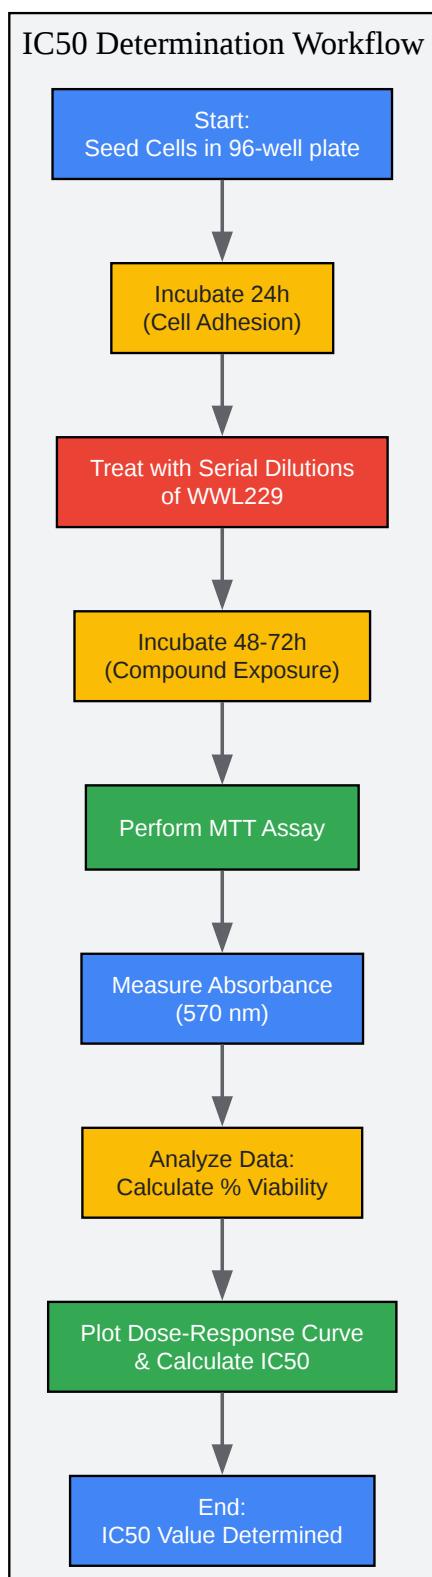 IC50 Determination Workflow
Start:
Seed Cells in 96-well plate
Incubate 24h
(Cell Adhesion)
Treat with Serial Dilutions
of WWL229
Incubate 48-72h
(Compound Exposure)
Perform MTT Assay
Measure Absorbance
(570 nm)
Analyze Data:
Calculate % Viability
Plot Dose-Response Curve
& Calculate IC50
End:
IC50 Value Determined